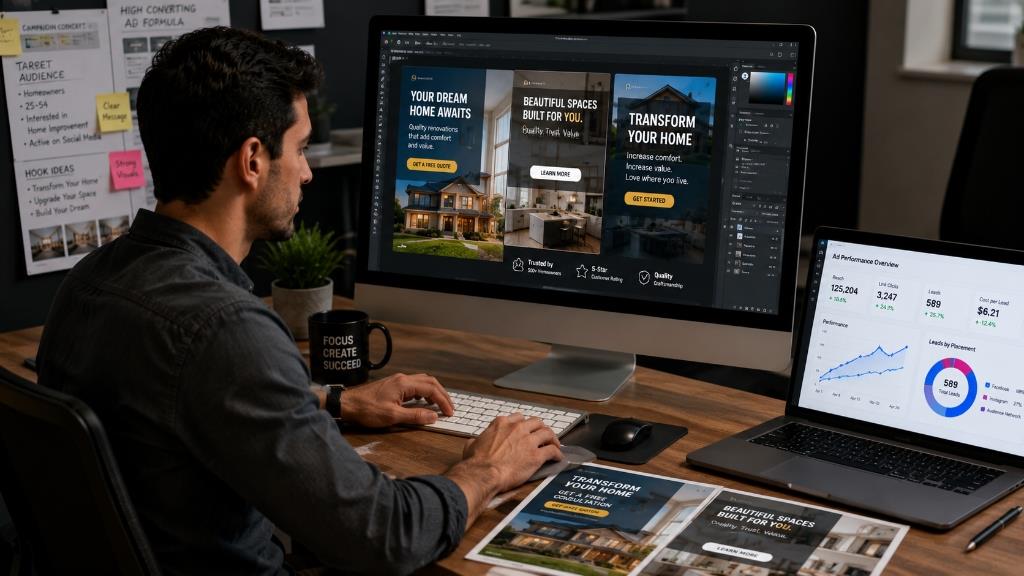 CAMPAIGN CONCEPT
TARGET
AUDIENCE
• Homeowners
• 25-54
• Interested in
Home Improvement
• Active on Social Media
HOOK IDEAS
• Transform Your Home
• Upgrade Your Space
• Build Your Dream
HIGH CONVERTING
AD FORMULA
Clear
Message
Strong
Visuals
YOUR DREAM
HOME AWAITS
Quality renovations
that add comfort
and value.
GET A FREE QUOTE
BEAUTIFUL SPACES
BUILT FOR YOU.
Quality Trust Value
LEARN MORE
TRANSFORM
YOUR HOME
Increase comfort.
Increase value.
Love where you live.
GET STARTED
Trusted by
500+ Homeowners
5-Star
Customer Rating
Quality
Craftsmanship
FOCUS
CREATE
SUCCEED
Ad Performance Overview
Reach
125,204
Link Clicks
3,247
Leads
589
+ 25.7%
Cost per Lead
$6.21
-12.4%
Performance
Leads by Placement
589
Total Leads
Facebook
Instagram
Audience Network
TRANSFORM
YOUR HOME
GET A FREE
CONSULTATION
BEAUTIFUL SPACES
BUILT FOR YOU.
Quality Trust Value.
LEARN MORE